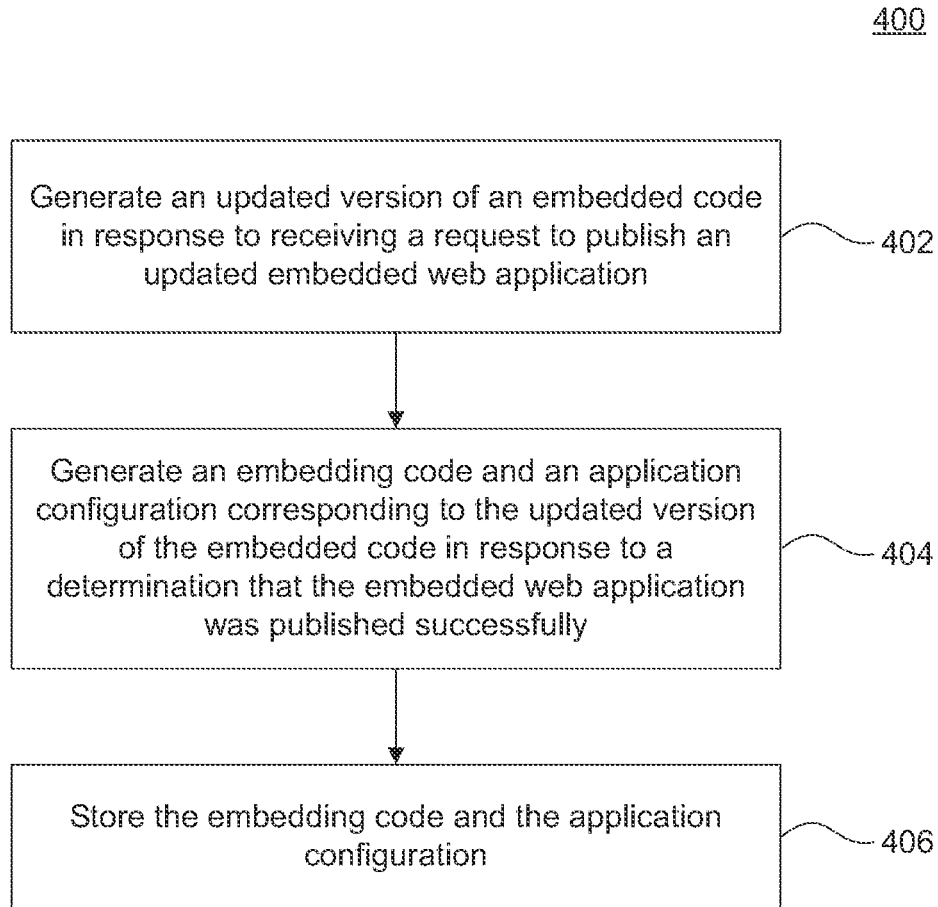 400
Generate an updated version of an embedded code
in response to receiving a request to publish an
updated embedded web application
402
Generate an embedding code and an application
configuration corresponding to the updated version
of the embedded code in response to a
determination that the embedded web application
was published successfully
404
Store the embedding code and the application
configuration
406